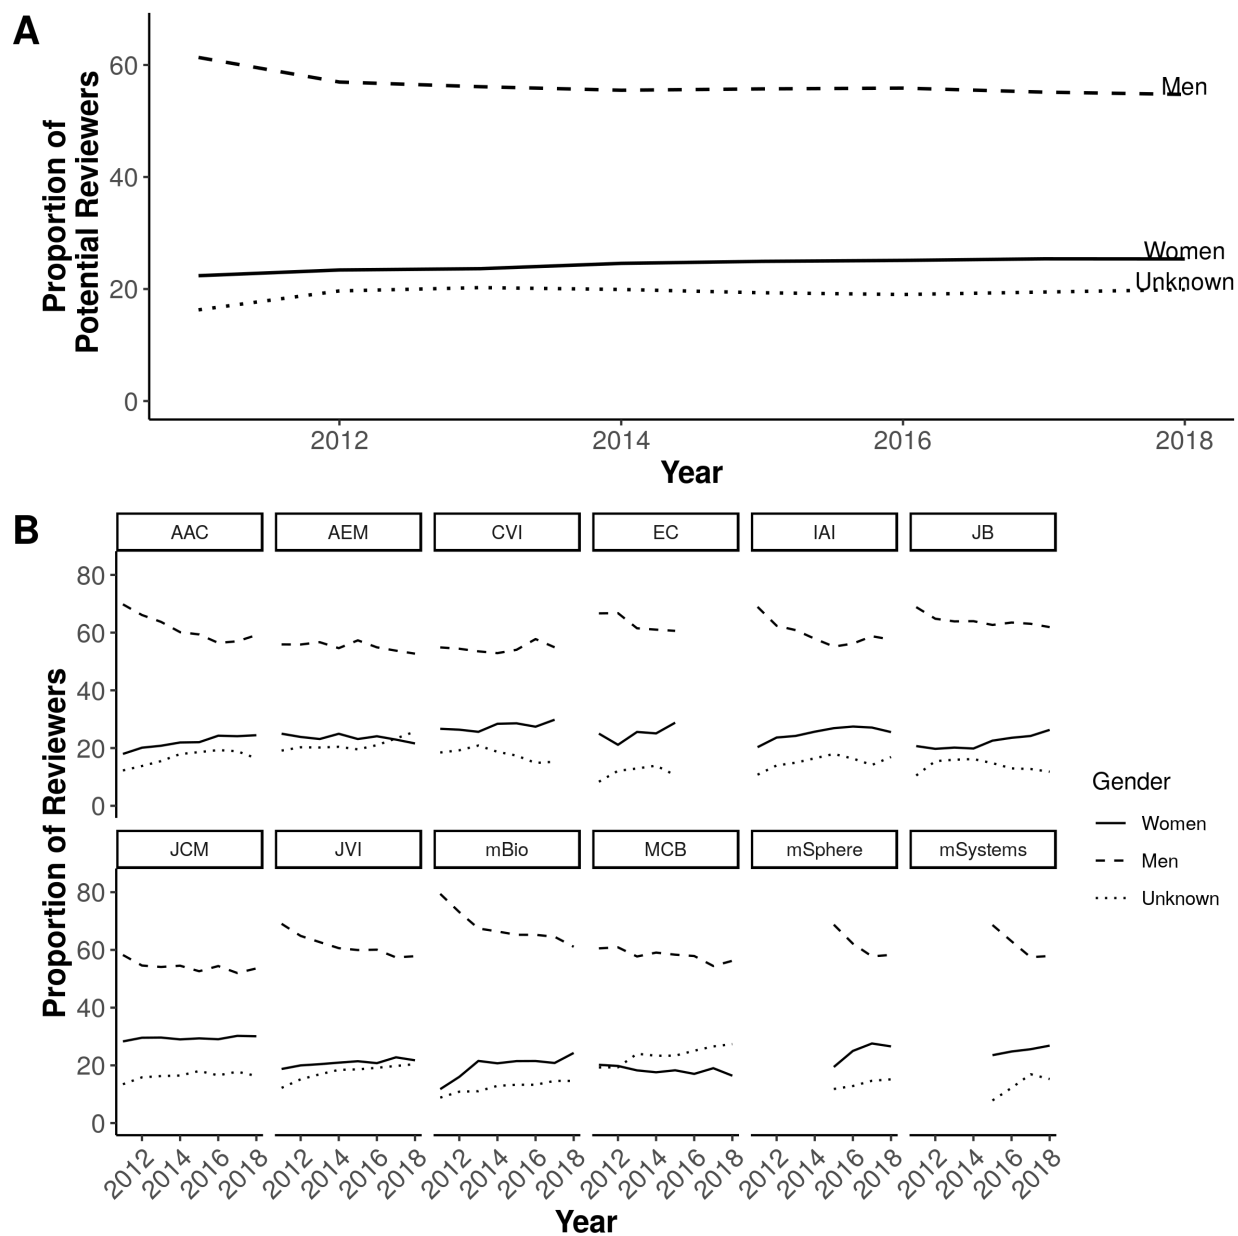 A
Proportion of
Potential Reviewers
60
40
20
0
Men
Women
Unknown
2012 2014 2016 2018
Year
B
AAC AEM CVI EC IAI JB
Proportion of Reviewers
80
60
40
20
0
JCM JVI mBio MCB mSphere mSystems
80
60
40
20
0
2012 2014 2016 2018 2012 2014 2016 2018 2012 2014 2016 2018 2012 2014 2016 2018 2012 2014 2016 2018 2012 2014 2016 2018
Year
Gender
Women
Men
Unknown